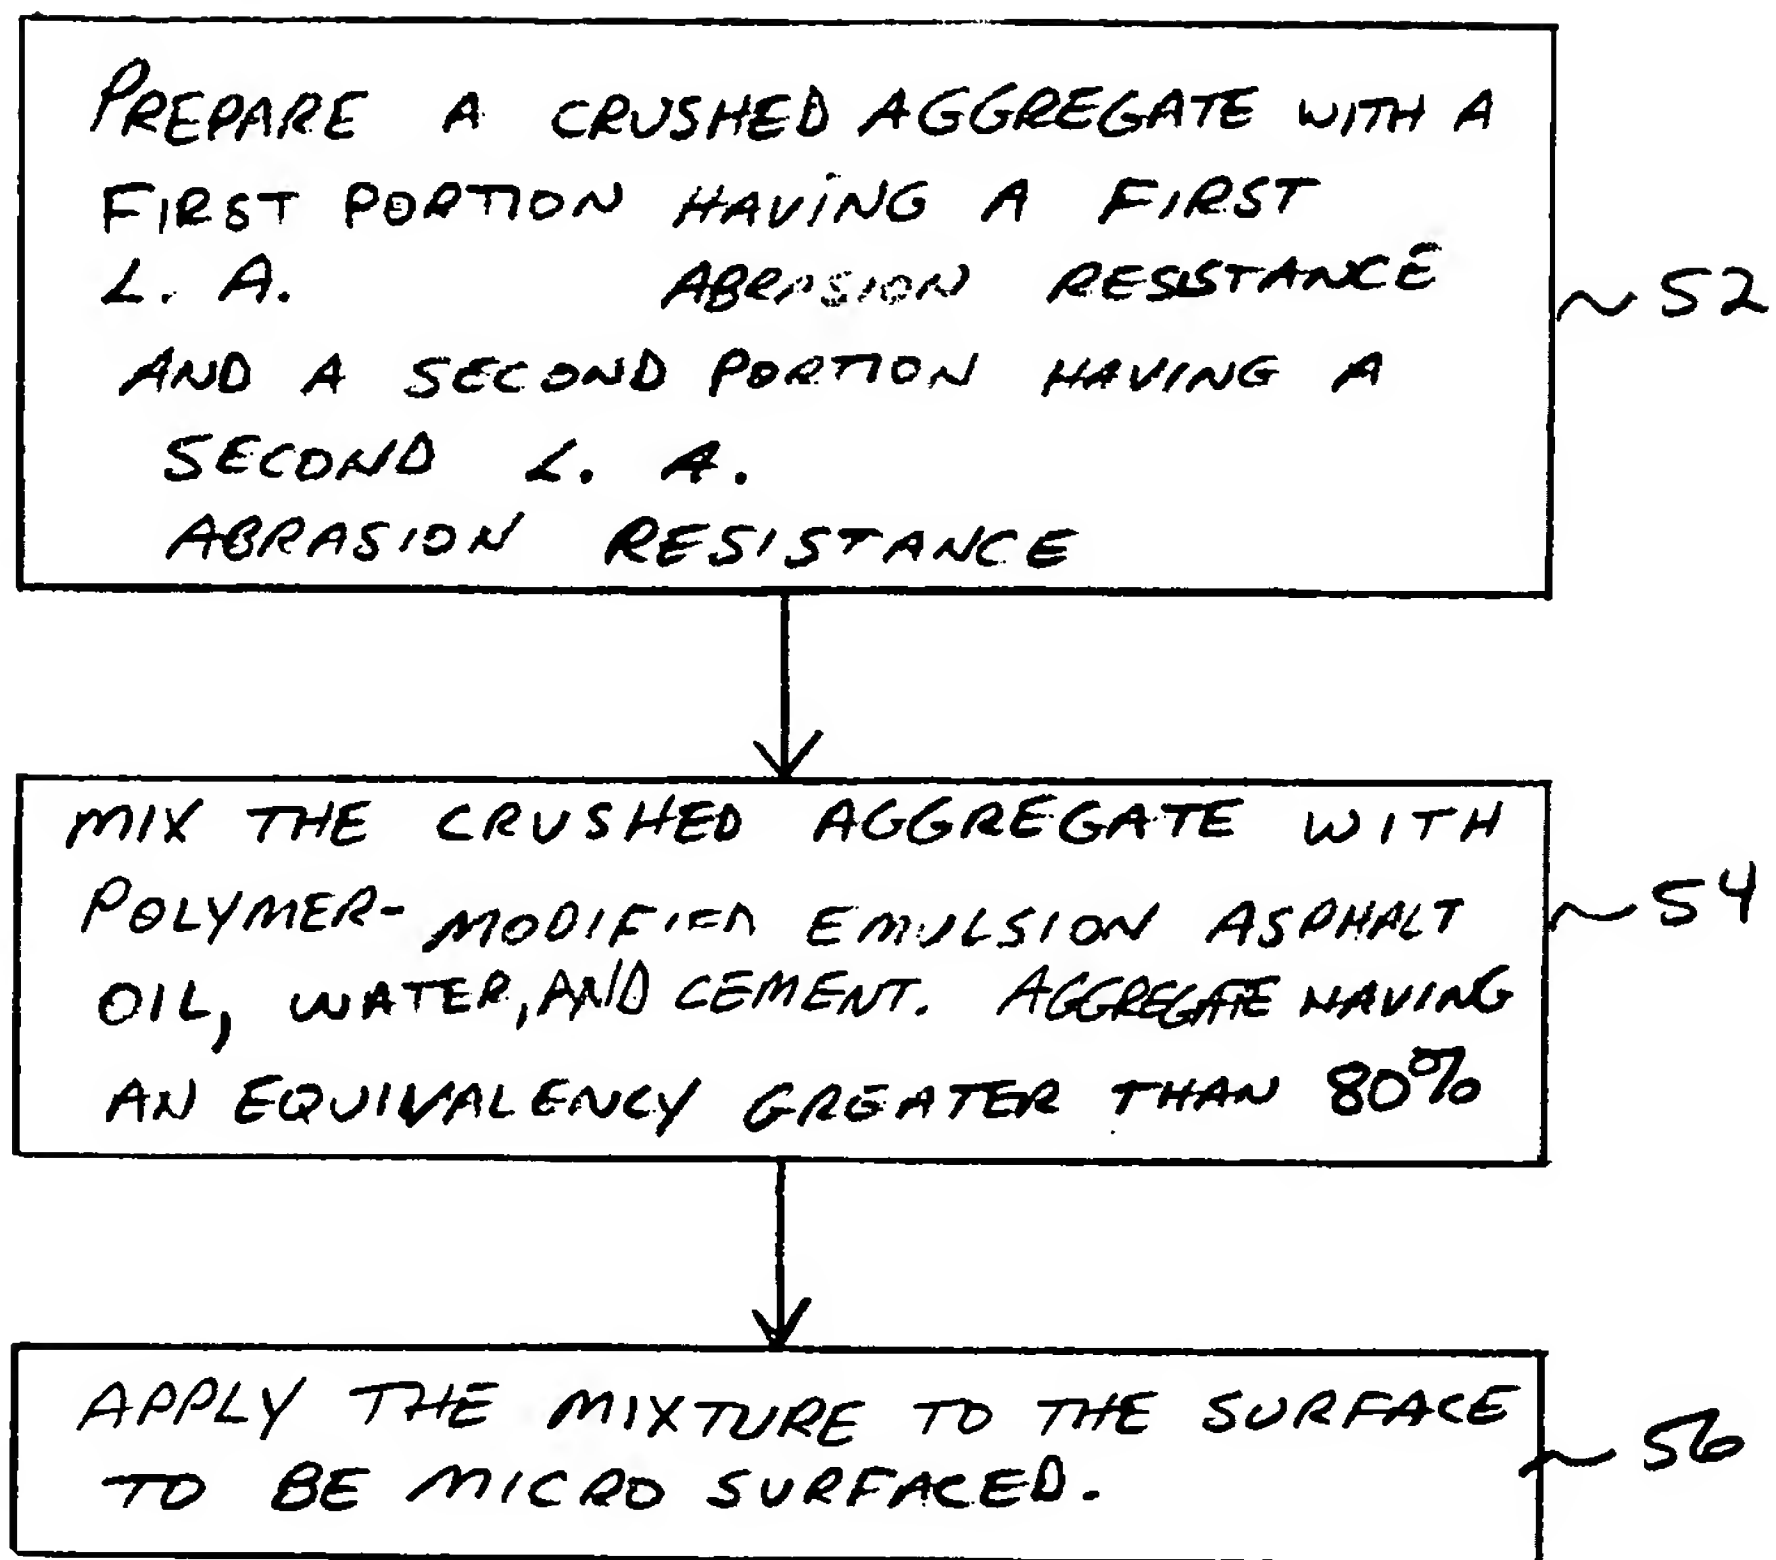 PREPARE A CRUSHED AGGREGATE WITH A
FIRST PORTION HAVING A FIRST
L. A. ABRASION RESISTANCE
AND A SECOND PORTION HAVING A
SECOND L. A.
ABRASION RESISTANCE
52
MIX THE CRUSHED AGGREGATE WITH
POLYMER- MODIFIED EMULSION ASPHALT
OIL, WATER, AND CEMENT. AGGREGATE HAVING
AN EQUIVALENCY GREATER THAN 80%
54
APPLY THE MIXTURE TO THE SURFACE
TO BE MICRO SURFACED.
56